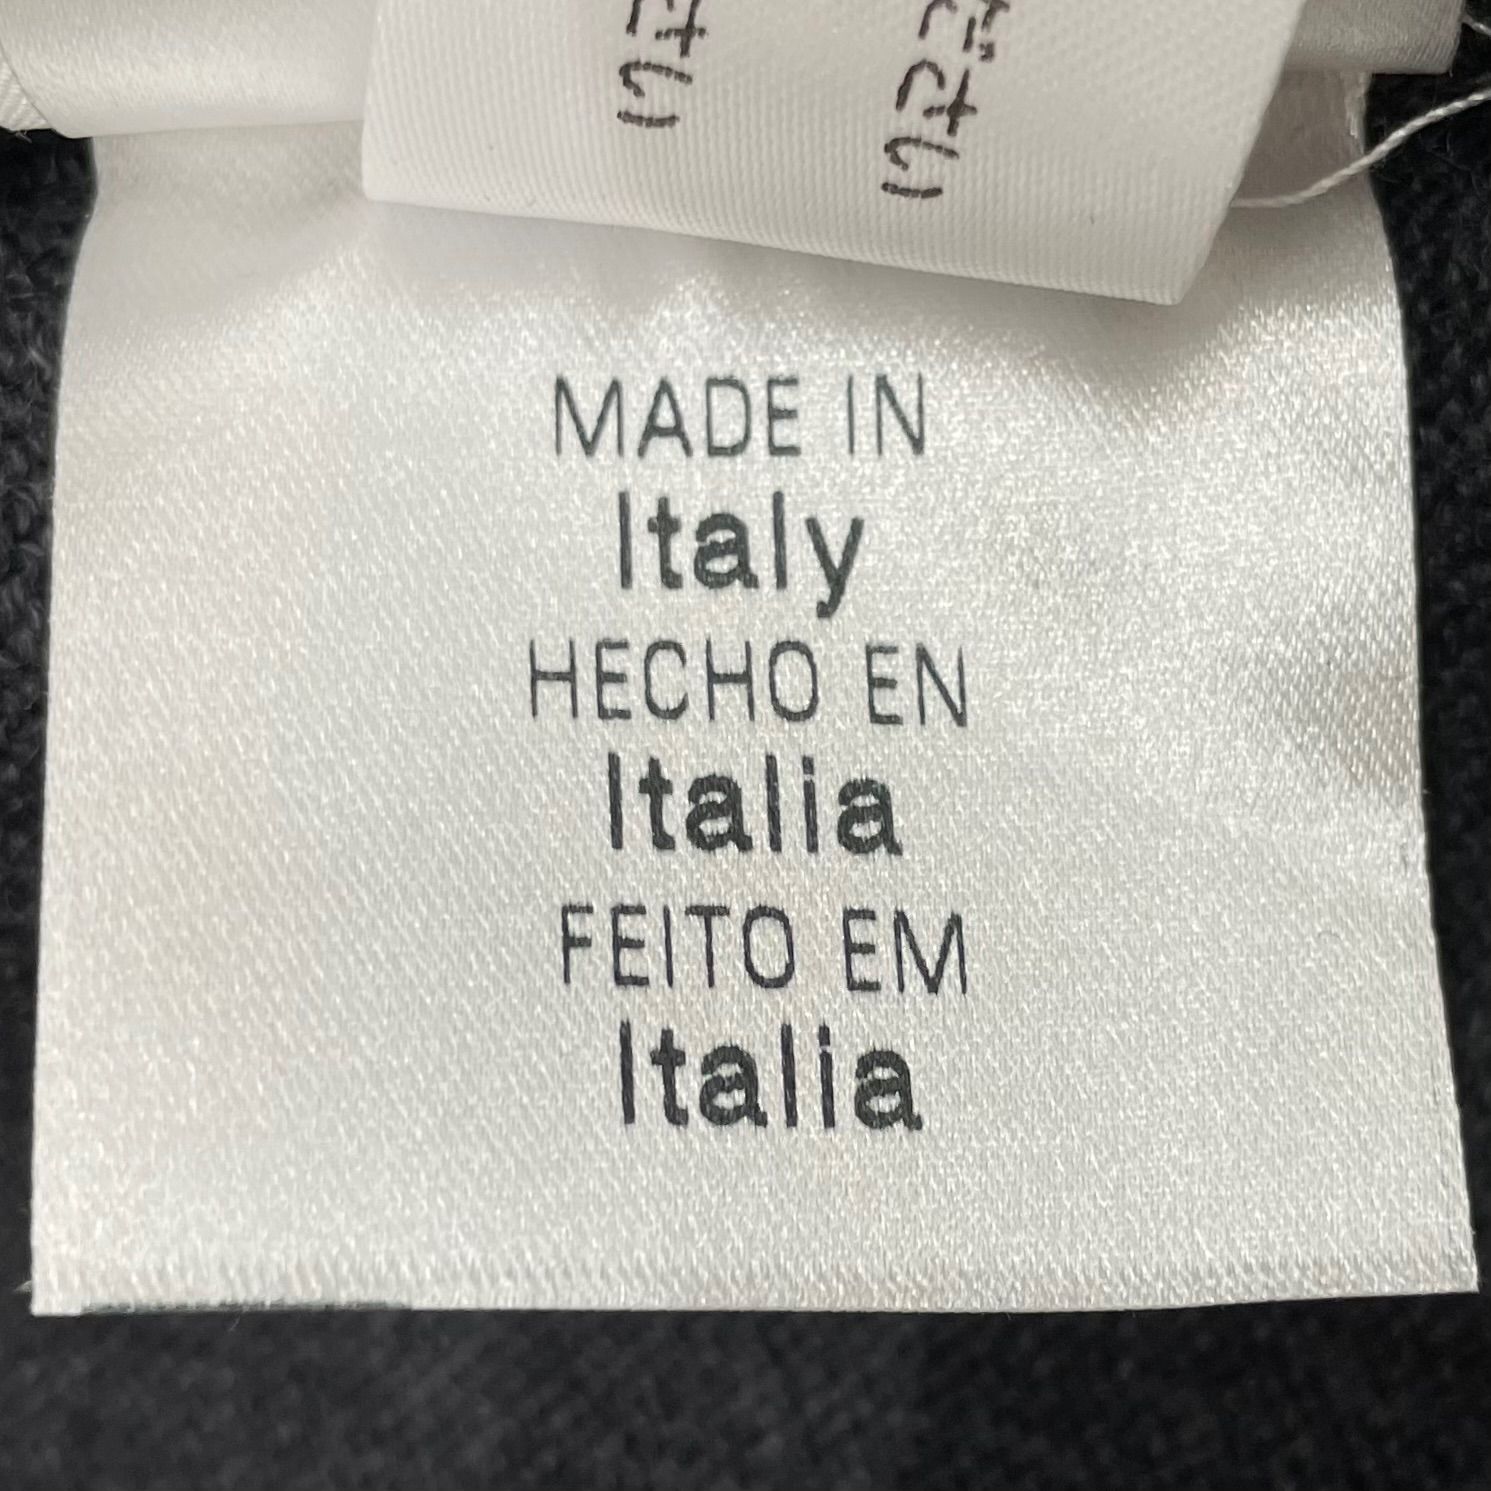 MADE IN
Italy
HECHO EN
Italia
FEITO EM
Italia